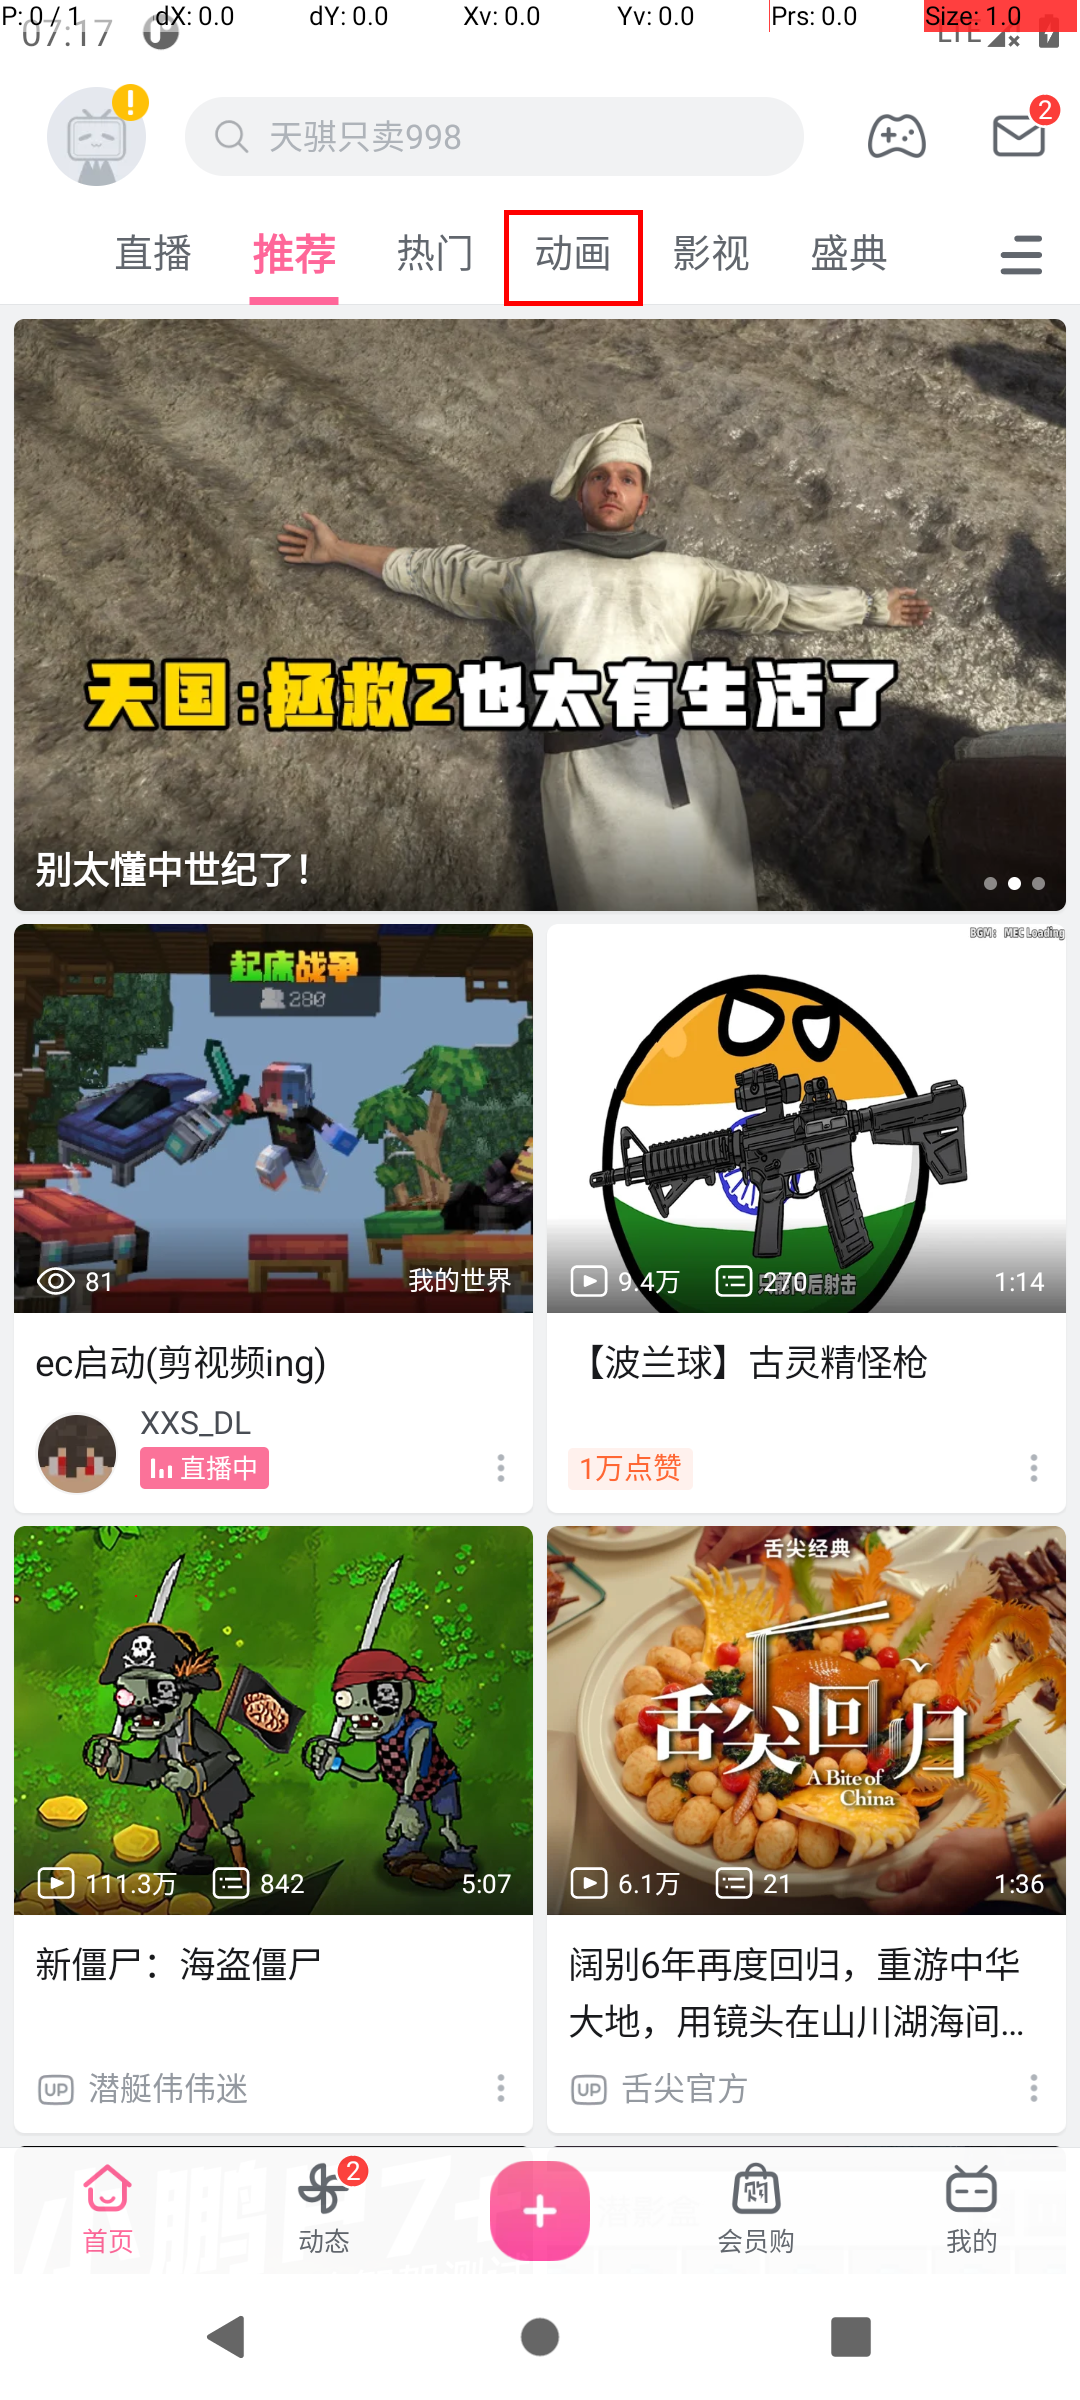 P: 0 / 1 dX: 0.0 dY: 0.0 Xv: 0.0 Yv: 0.0 Prs: 0.0 Size: 1.0
07:17 LTE
天骐只卖998
2
直播 推荐 热门 动画 影视 盛典
天国:拯救2也太有生活了
别太懂中世纪了!
起床战争
280
81 我的世界
ec启动(剪视频ing)
XXS_DL
直播中
BGM: MEC Loading
只能向后射击
9.4万 270 1:14
【波兰球】古灵精怪枪
1万点赞
111.3万 842 5:07
新僵尸：海盗僵尸
UP 潜艇伟伟迷
舌尖经典
舌尖回归
A Bite of
China
6.1万 21 1:36
阔别6年再度回归，重游中华
大地，用镜头在山川湖海间...
UP 舌尖官方
2
首页 动态 会员购 我的